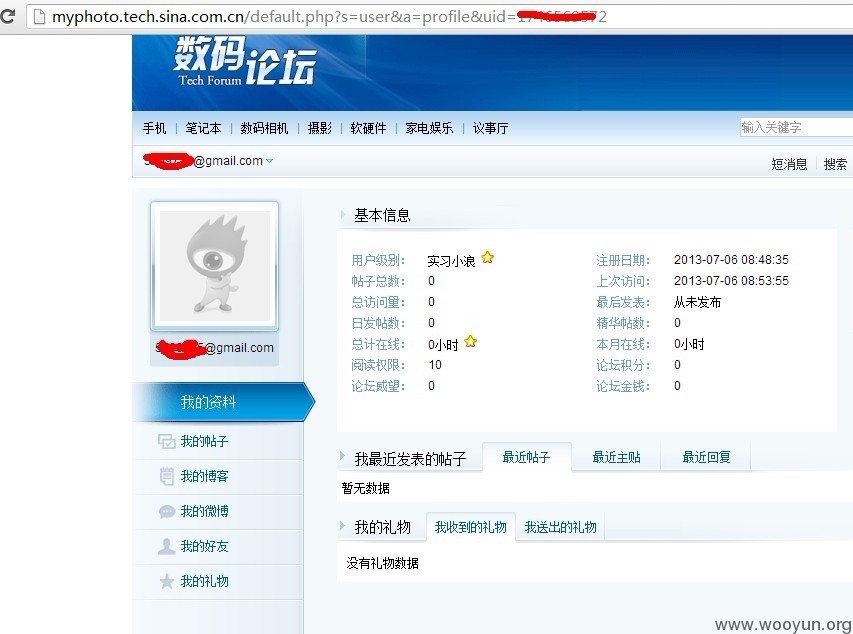 myphoto.tech.sina.com.cn/default.php?s=user&a=profile&uid=
数码论坛
Tech Forum
手机 | 笔记本 | 数码相机 | 摄影 | 软硬件 | 家电娱乐 | 议事厅
输入关键字
@gmail.com
短消息 | 搜索
基本信息
用户级别： 实习小浪 注册日期： 2013-07-06 08:48:35
帖子总数： 0 上次访问： 2013-07-06 08:53:55
总访问量： 0 最后发表： 从未发布
日发帖数： 0 精华帖数： 0
总计在线： 0小时 本月在线： 0小时
阅读权限： 10 论坛积分： 0
论坛威望： 0 论坛金钱： 0
@gmail.com
我的资料
我的帖子
我的博客
我的微博
我的好友
我的礼物
我最近发表的帖子 最近帖子 最近主贴 最近回复
暂无数据
我的礼物 我收到的礼物 我送出的礼物
没有礼物数据
www.wooyun.org